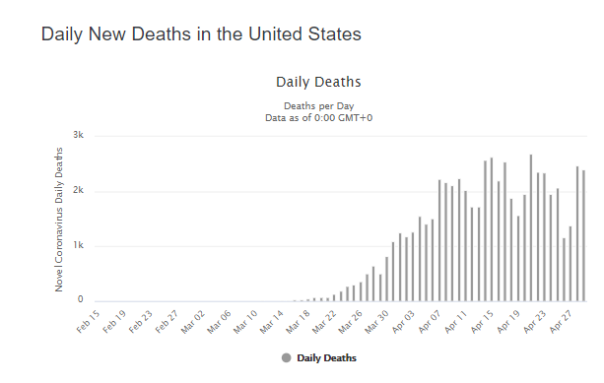 Daily New Deaths in the United States
Daily Deaths
Deaths per Day
Data as of 0:00 GMT+0
Novel Coronavirus Daily Deaths
3k
2k
1k
0
Feb 15
Feb 19
Feb 23
Feb 27
Mar 02
Mar 06
Mar 10
Mar 14
Mar 18
Mar 22
Mar 26
Mar 30
Apr 03
Apr 07
Apr 11
Apr 15
Apr 19
Apr 23
Apr 27
Daily Deaths